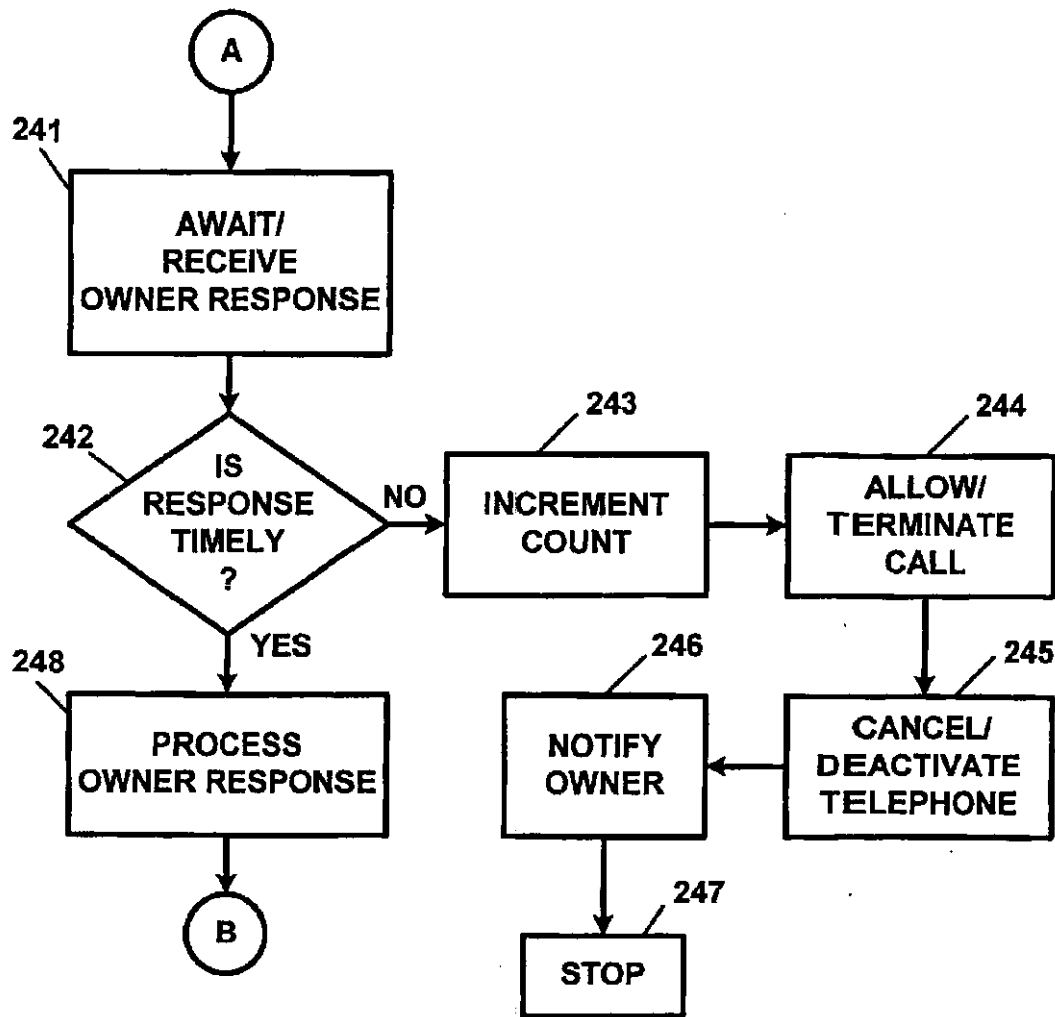 A
241
AWAIT/
RECEIVE
OWNER RESPONSE
242
IS
RESPONSE
TIMELY
?
NO
YES
243
INCREMENT
COUNT
244
ALLOW/
TERMINATE
CALL
245
CANCEL/
DEACTIVATE
TELEPHONE
246
NOTIFY
OWNER
247
STOP
248
PROCESS
OWNER RESPONSE
B